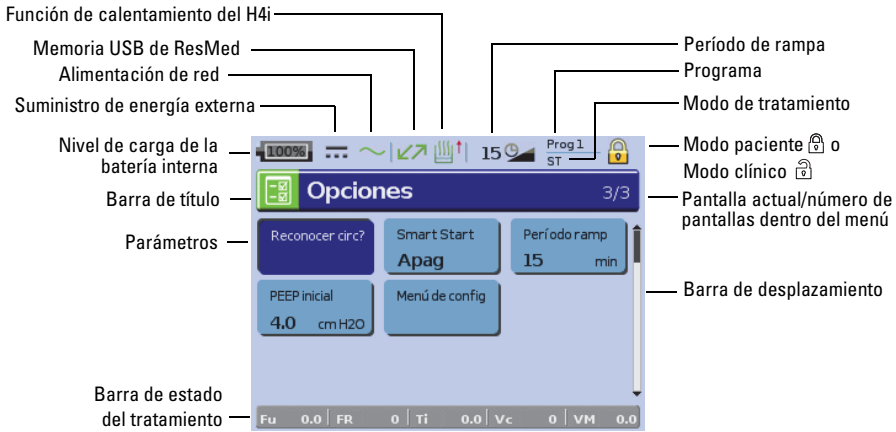 Función de calentamiento del H4i
Memoria USB de ResMed
Alimentación de red
Suministro de energía externa
Nivel de carga de la
batería interna
Barra de título
Parámetros
Barra de estado
del tratamiento
Período de rampa
Programa
Modo de tratamiento
Modo paciente o
Modo clínico
Pantalla actual/número de
pantallas dentro del menú
Barra de desplazamiento
100% 15 Prog1
ST
Opciones 3/3
Reconocer circ? Smart Start Período ramp
Apag 15 min
PEEP inicial Menú de config
4.0 cm H2O
Fu 0.0 FR 0 Ti 0.0 Vc 0 VM 0.0